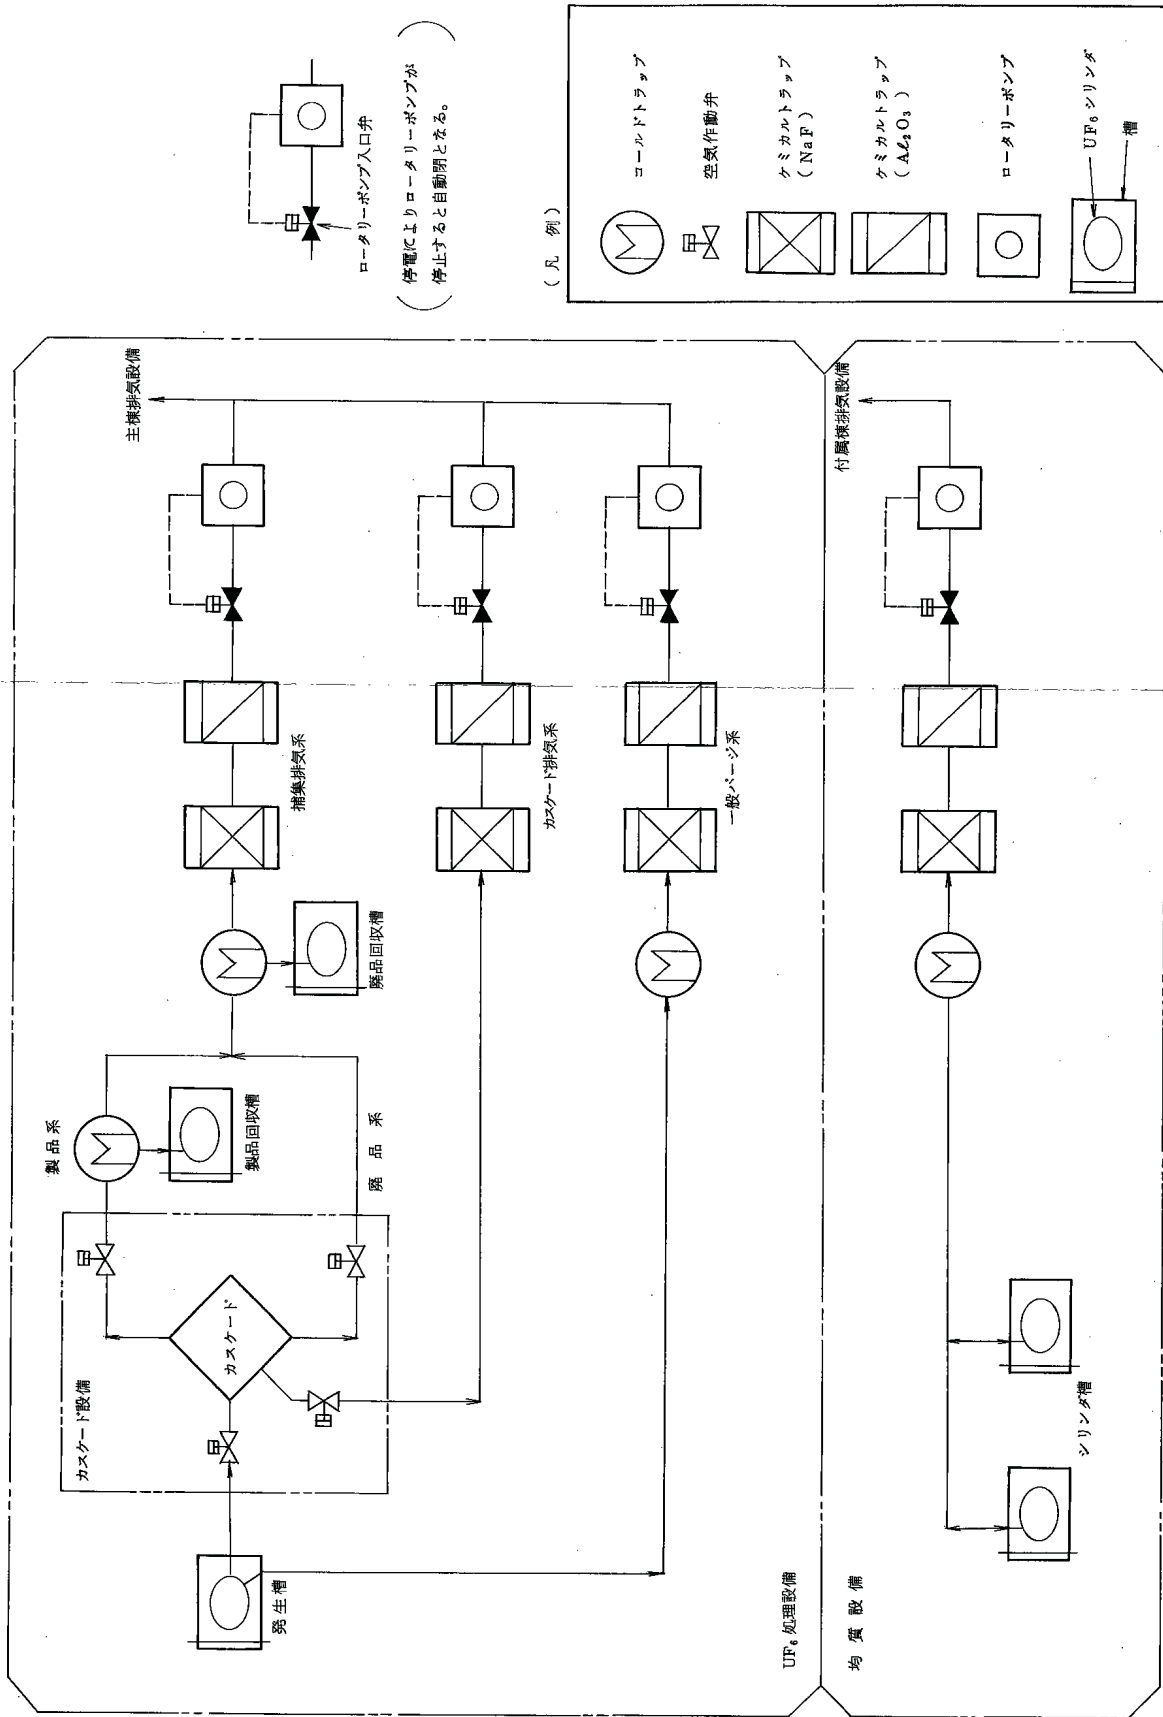 ロータリーポンプ入口弁
停電によりロータリーポンプが
停止すると自動閉となる。
(凡例)
コールドトラップ
空気作動弁
ケミカルトラップ
(NaF)
ケミカルトラップ
(Al₂O₃)
ロータリーポンプ
UF₆シリンダ
槽
主棟排気設備
捕集排気系
カスケード排気系
一般パージ系
廃品回収槽
製品系
製品回収槽
廃品系
カスケード設備
カスケード
発生槽
UF₆処理設備
付属棟排気設備
シリンダ槽
均質設備